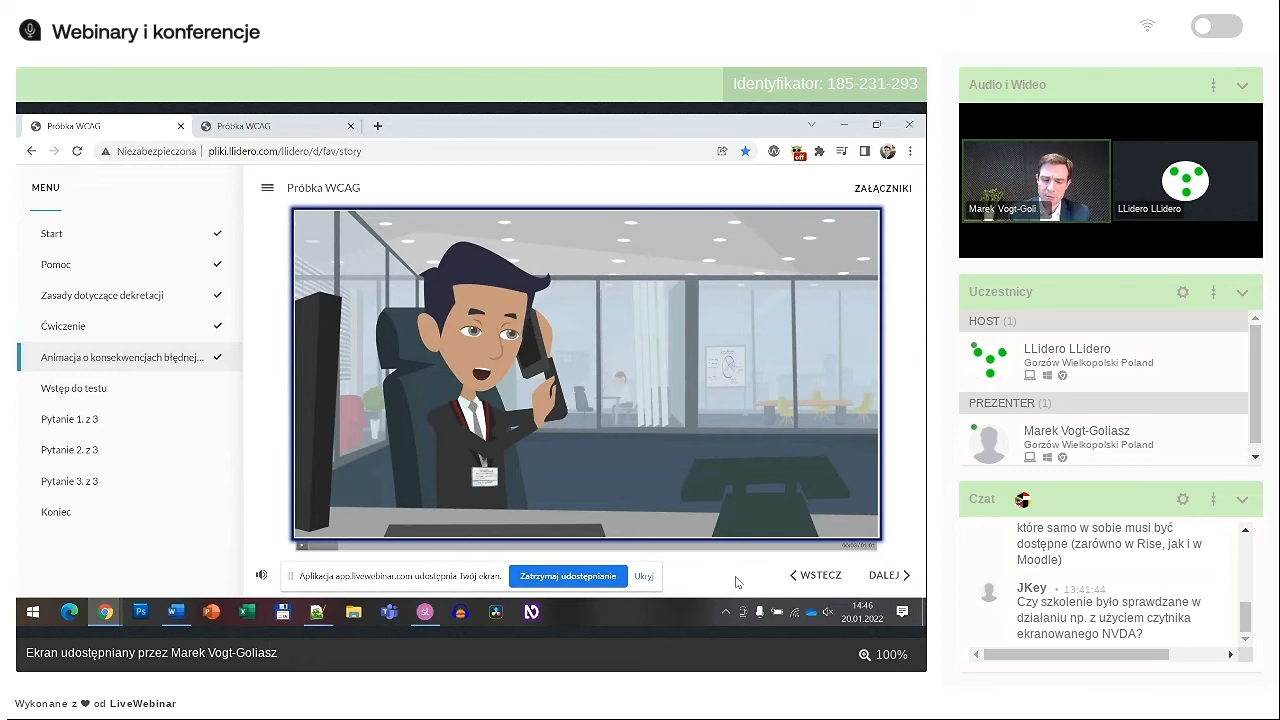 Webinary i konferencje
Identyfikator: 185-231-293
Próbka WCAG
Próbka WCAG
Niezabezpieczona
pliki.llidero.com/llidero/d/fav/story
off
MENU
Start
Pomoc
Zasady dotyczące dekretacji
Ćwiczenie
Animacja o konsekwencjach błędnej...
Wstęp do testu
Pytanie 1. z 3
Pytanie 2. z 3
Pytanie 3. z 3
Koniec
Próbka WCAG
ZAŁĄCZNIKI
Aplikacja app.livewebinar.com udostępnia Twój ekran.
Zatrzymaj udostępnianie
Ukryj
WSTECZ
DALEJ
14:46
20.01.2022
Ekran udostępniany przez Marek Vogt-Goliasz
100%
Wykonane z ❤ od LiveWebinar
Audio i Wideo
Marek Vogt-Goli...
LLidero LLidero
Uczestnicy
HOST (1)
LLidero LLidero
Gorzów Wielkopolski Poland
PREZENTER (1)
Marek Vogt-Goliasz
Gorzów Wielkopolski Poland
Czat
które samo w sobie musi być
dostępne (zarówno w Rise, jak i w
Moodle)
JKey • 13:41:44
Czy szkolenie było sprawdzane w
działaniu np. z użyciem czytnika
ekranowanego NVDA?